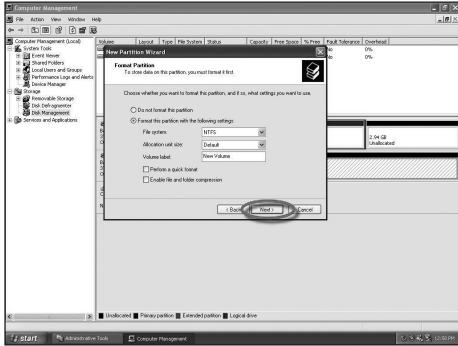 Computer Management
File Action View Window Help
Computer Management (Local)
System Tools
Event Viewer
Shared Folders
Local Users and Groups
Performance Logs and Alerts
Device Manager
Storage
Removable Storage
Disk Defragmenter
Disk Management
Services and Applications
Volume Layout Type File System Status Capacity Free Space % Free Fault Tolerance Overhead
No 0%
No 0%
New Partition Wizard
Format Partition
To store data on this partition, you must format it first.
Choose whether you want to format this partition, and if so, what settings you want to use.
Do not format this partition
Format this partition with the following settings:
File system: NTFS
Allocation unit size: Default
Volume label: New Volume
Perform a quick format
Enable file and folder compression
< Back Next > Cancel
2.94 GB
Unallocated
Unallocated Primary partition Extended partition Logical drive
start Administrative Tools Computer Management 12:58 PM